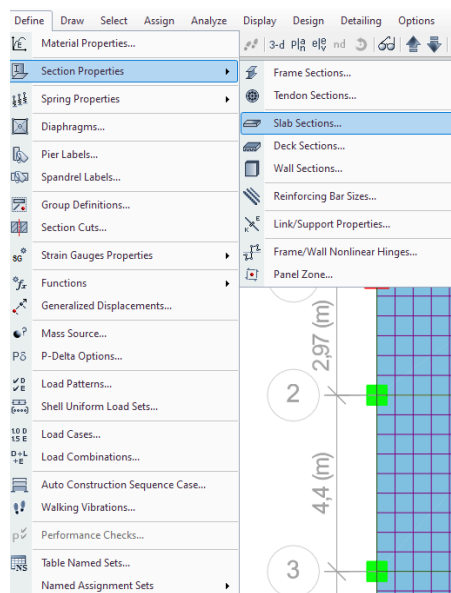 Define Draw Select Assign Analyze Display Design Detailing Options
Material Properties...
3-d
nd
Section Properties
Frame Sections...
Spring Properties
Tendon Sections...
Diaphragms...
Slab Sections...
Deck Sections...
Pier Labels...
Wall Sections...
Spandrel Labels...
Reinforcing Bar Sizes...
Group Definitions...
Section Cuts...
Link/Support Properties...
Strain Gauges Properties
Frame/Wall Nonlinear Hinges...
Functions
Panel Zone...
Generalized Displacements...
Mass Source...
P-Delta Options...
Load Patterns...
Shell Uniform Load Sets...
Load Cases...
Load Combinations...
Auto Construction Sequence Case...
Walking Vibrations...
Performance Checks...
Table Named Sets...
Named Assignment Sets
2,97 (m)
2
4,4 (m)
3